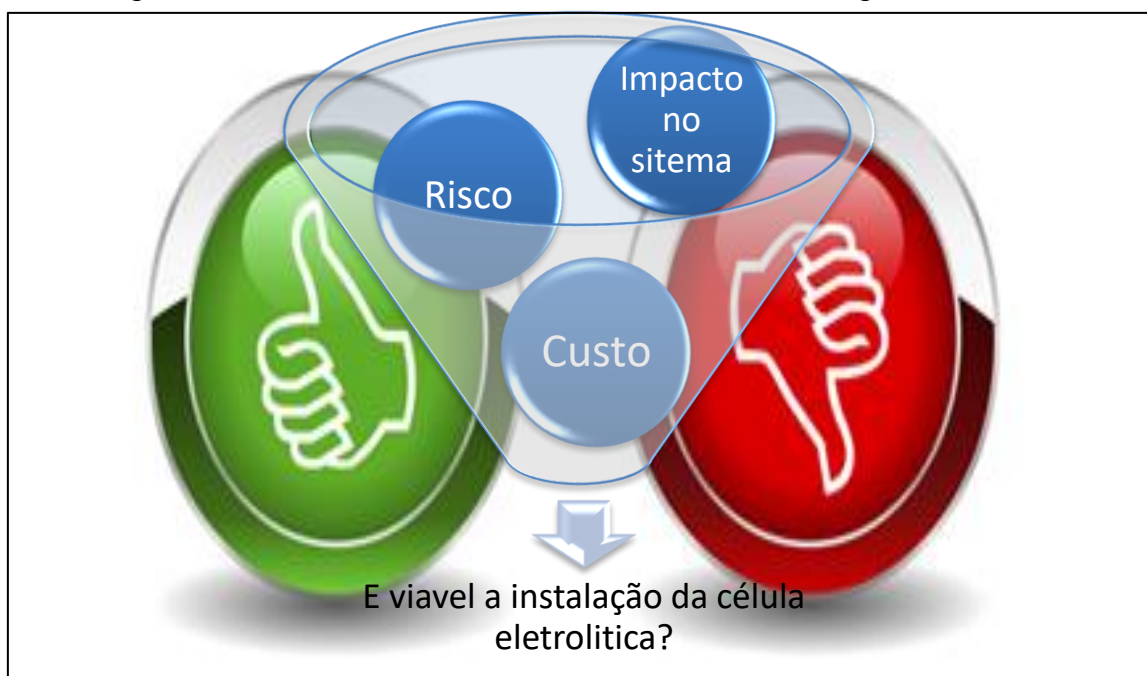 Impacto
no
sitema
Risco
Custo
E viavel a instalação da célula
eletrolitica?